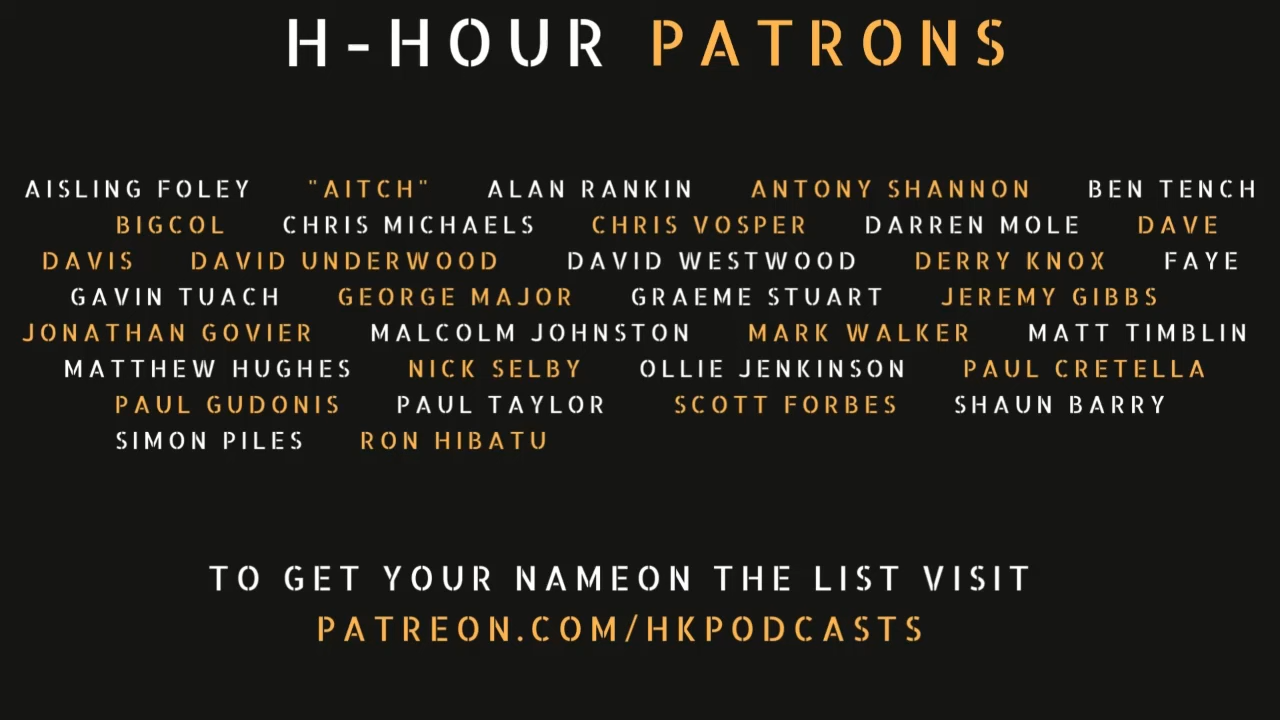 H-HOUR PATRONS
AISLING FOLEY "AITCH" ALAN RANKIN ANTONY SHANNON BEN TENCH
BIGCOL CHRIS MICHAELS CHRIS VOSPER DARREN MOLE DAVE
DAVIS DAVID UNDERWOOD DAVID WESTWOOD DERRY KNOX FAYE
GAVIN TUACH GEORGE MAJOR GRAEME STUART JEREMY GIBBS
JONATHAN GOVIER MALCOLM JOHNSTON MARK WALKER MATT TIMBLIN
MATTHEW HUGHES NICK SELBY OLLIE JENKINSON PAUL CRETELLA
PAUL GUDONIS PAUL TAYLOR SCOTT FORBES SHAUN BARRY
SIMON PILES RON HIBATU
TO GET YOUR NAMEON THE LIST VISIT
PATREON.COM/HKPODCASTS